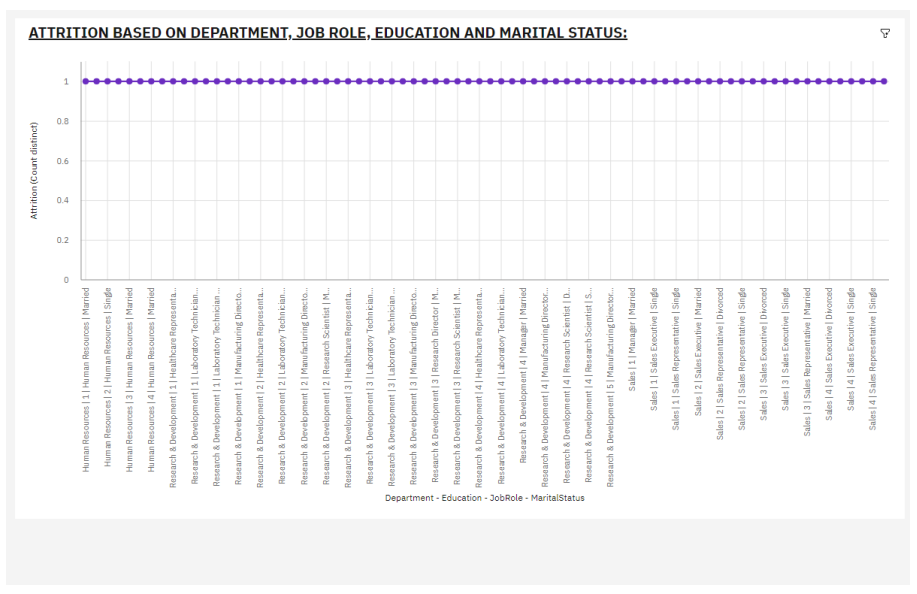 ATTRITION BASED ON DEPARTMENT, JOB ROLE, EDUCATION AND MARITAL STATUS:
Attrition (Count distinct)
1
0.8
0.6
0.4
0.2
0
Human Resources | 1 | Human Resources | Married
Human Resources | 2 | Human Resources | Single
Human Resources | 3 | Human Resources | Married
Human Resources | 4 | Human Resources | Married
Research & Development | 1 | Healthcare Representa...
Research & Development | 1 | Laboratory Technician...
Research & Development | 1 | Laboratory Technician ...
Research & Development | 1 | Manufacturing Directo...
Research & Development | 2 | Healthcare Representa...
Research & Development | 2 | Laboratory Technician...
Research & Development | 2 | Manufacturing Directo...
Research & Development | 2 | Research Scientist | M...
Research & Development | 3 | Healthcare Representa...
Research & Development | 3 | Laboratory Technician...
Research & Development | 3 | Laboratory Technician ...
Research & Development | 3 | Manufacturing Directo...
Research & Development | 3 | Research Director | M...
Research & Development | 3 | Research Scientist | M...
Research & Development | 4 | Healthcare Representa...
Research & Development | 4 | Laboratory Technician...
Research & Development | 4 | Manager | Married
Research & Development | 4 | Manufacturing Director...
Research & Development | 4 | Research Scientist | D...
Research & Development | 4 | Research Scientist | S...
Research & Development | 5 | Manufacturing Director...
Sales | 1 | Manager | Married
Sales | 1 | Sales Executive | Single
Sales | 1 | Sales Representative | Single
Sales | 2 | Sales Executive | Married
Sales | 2 | Sales Representative | Divorced
Sales | 2 | Sales Representative | Single
Sales | 3 | Sales Executive | Divorced
Sales | 3 | Sales Executive | Single
Sales | 3 | Sales Representative | Married
Sales | 4 | Sales Executive | Divorced
Sales | 4 | Sales Executive | Single
Sales | 4 | Sales Representative | Single
Department - Education - JobRole - MaritalStatus